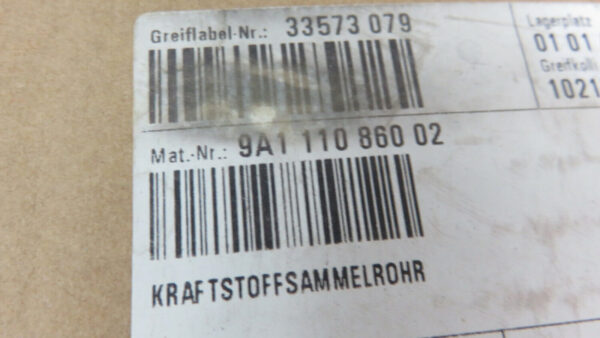 Greiflabel-Nr.: 33573 079
Lagerplatz
01 01
Greifkolli
1021
Mat.-Nr.: 9A1 110 860 02
KRAFTSTOFFSAMMELROHR